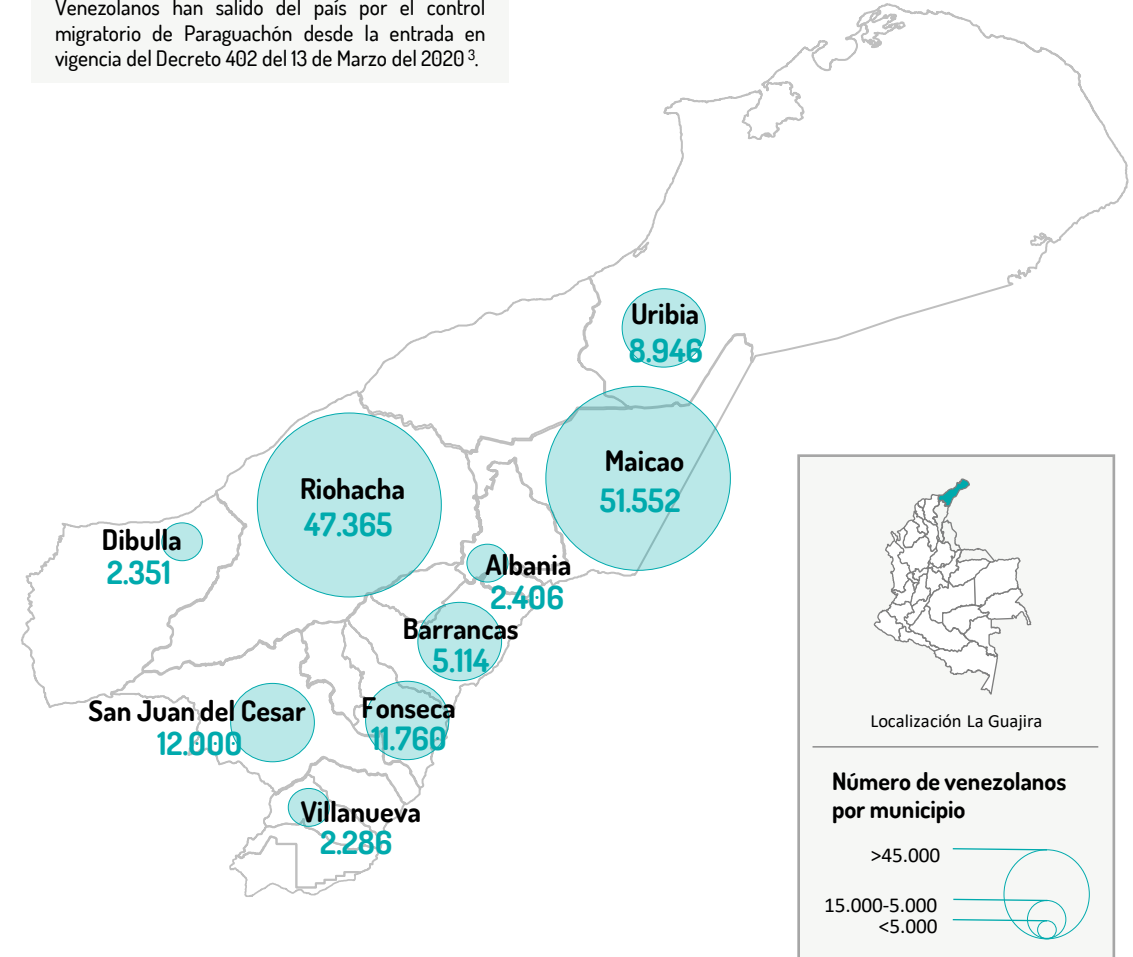 Venezolanos han salido del país por el control
migratorio de Paraguachón desde la entrada en
vigencia del Decreto 402 del 13 de Marzo del 2020 3.
Uribia
8.946
Maicao
51.552
Riohacha
47.365
Dibulla
2.351
Albania
2.406
Barrancas
5.114
San Juan del Cesar
12.000
Fonseca
11.760
Villanueva
2.286
Localización La Guajira
Número de venezolanos
por municipio
>45.000
15.000-5.000
<5.000